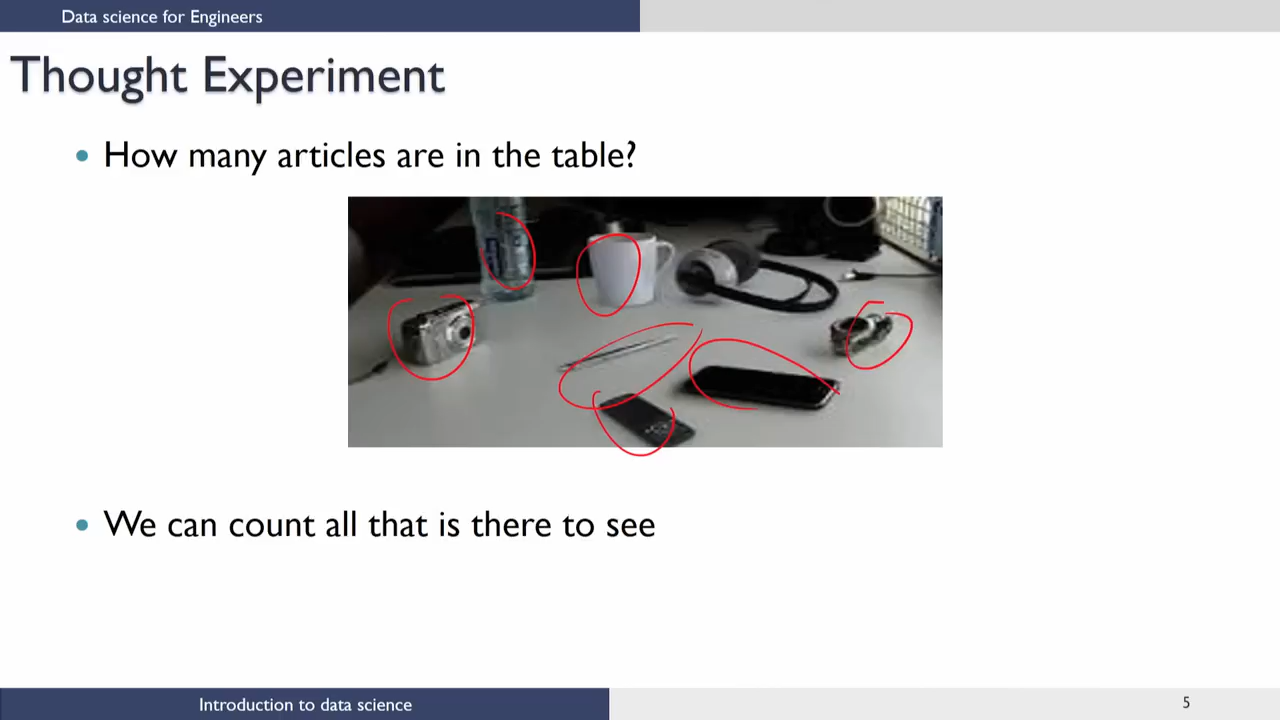 Data science for Engineers
Thought Experiment
How many articles are in the table?
We can count all that is there to see
Introduction to data science
5